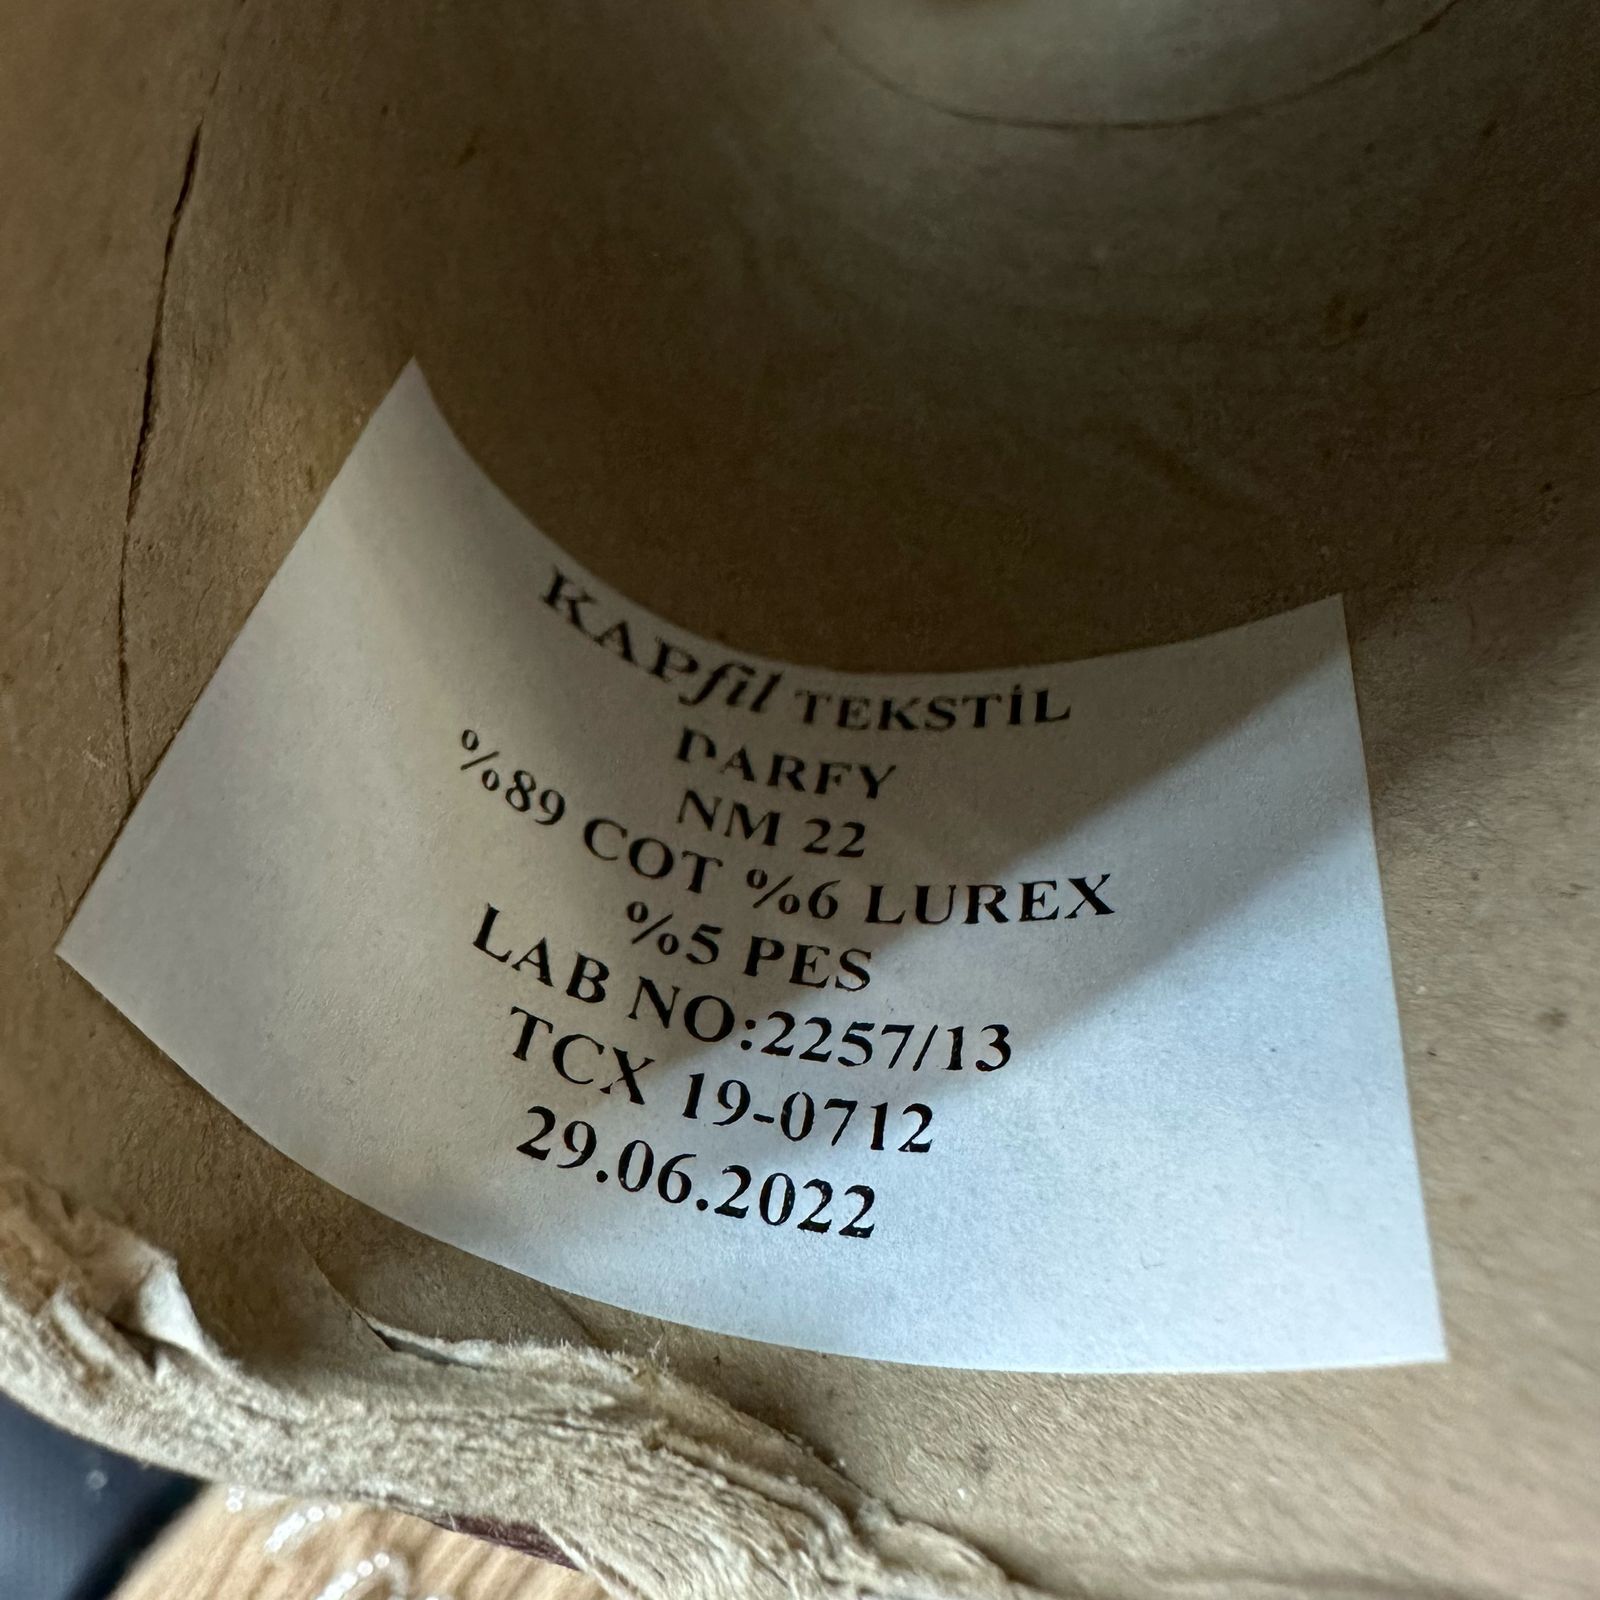 KAPfil TEKSTİL
PARFY
NM 22
%89 COT %6 LUREX
%5 PES
LAB NO:2257/13
TCX 19-0712
29.06.2022